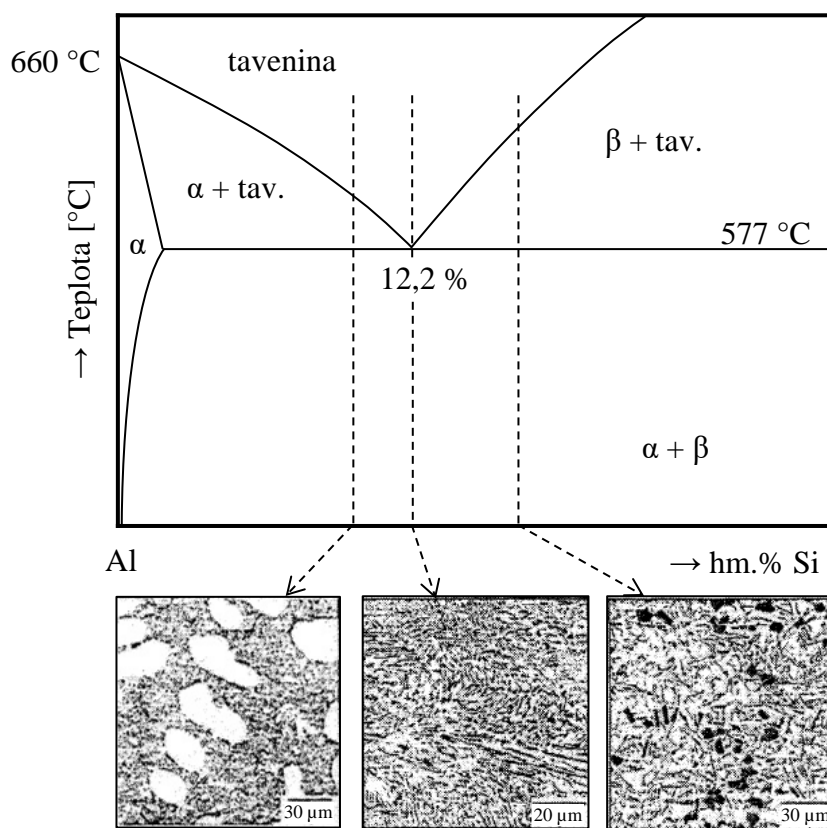 660 °C
tavenina
β + tav.
α + tav.
→ Teplota [°C]
α
577 °C
12,2 %
α + β
Al
→ hm.% Si
30 µm
20 µm
30 µm